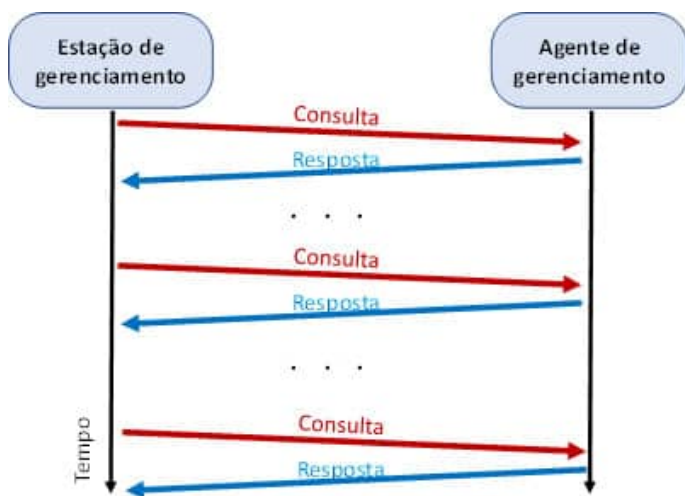 Estação de
gerenciamento
Agente de
gerenciamento
Consulta
Resposta
. . .
Consulta
Resposta
. . .
Consulta
Resposta
Tempo